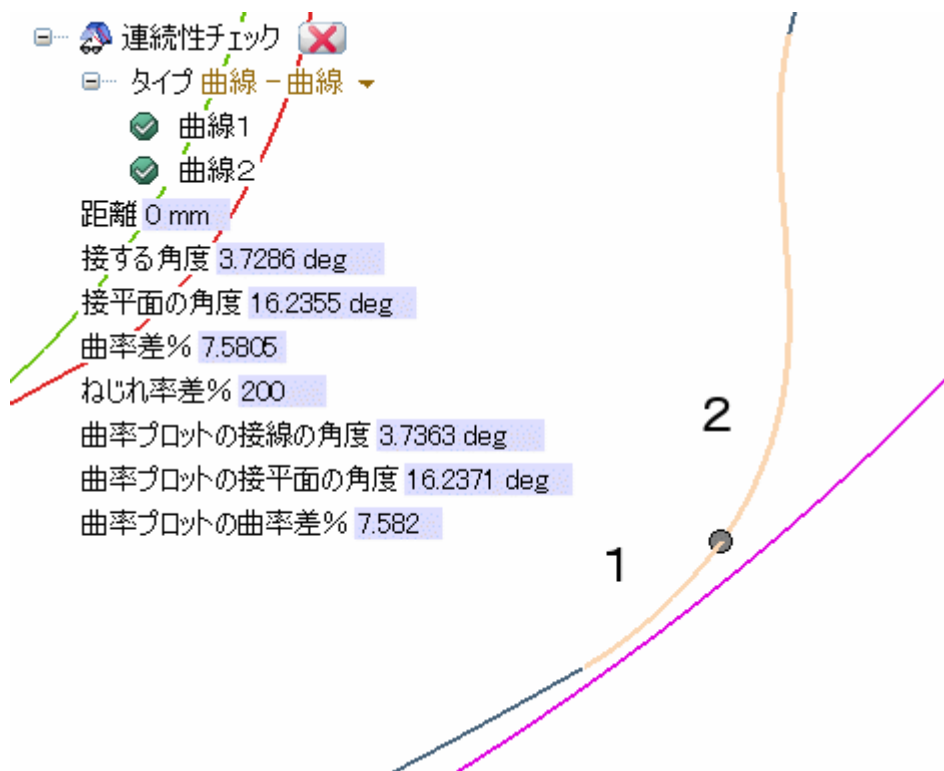 連続性チェック
タイプ 曲線 - 曲線
曲線1
曲線2
距離 0 mm
接する角度 3.7286 deg
接平面の角度 16.2355 deg
曲率差% 7.5805
ねじれ率差% 200
曲率プロットの接線の角度 3.7363 deg
曲率プロットの接平面の角度 16.2371 deg
曲率プロットの曲率差% 7.582
2
1